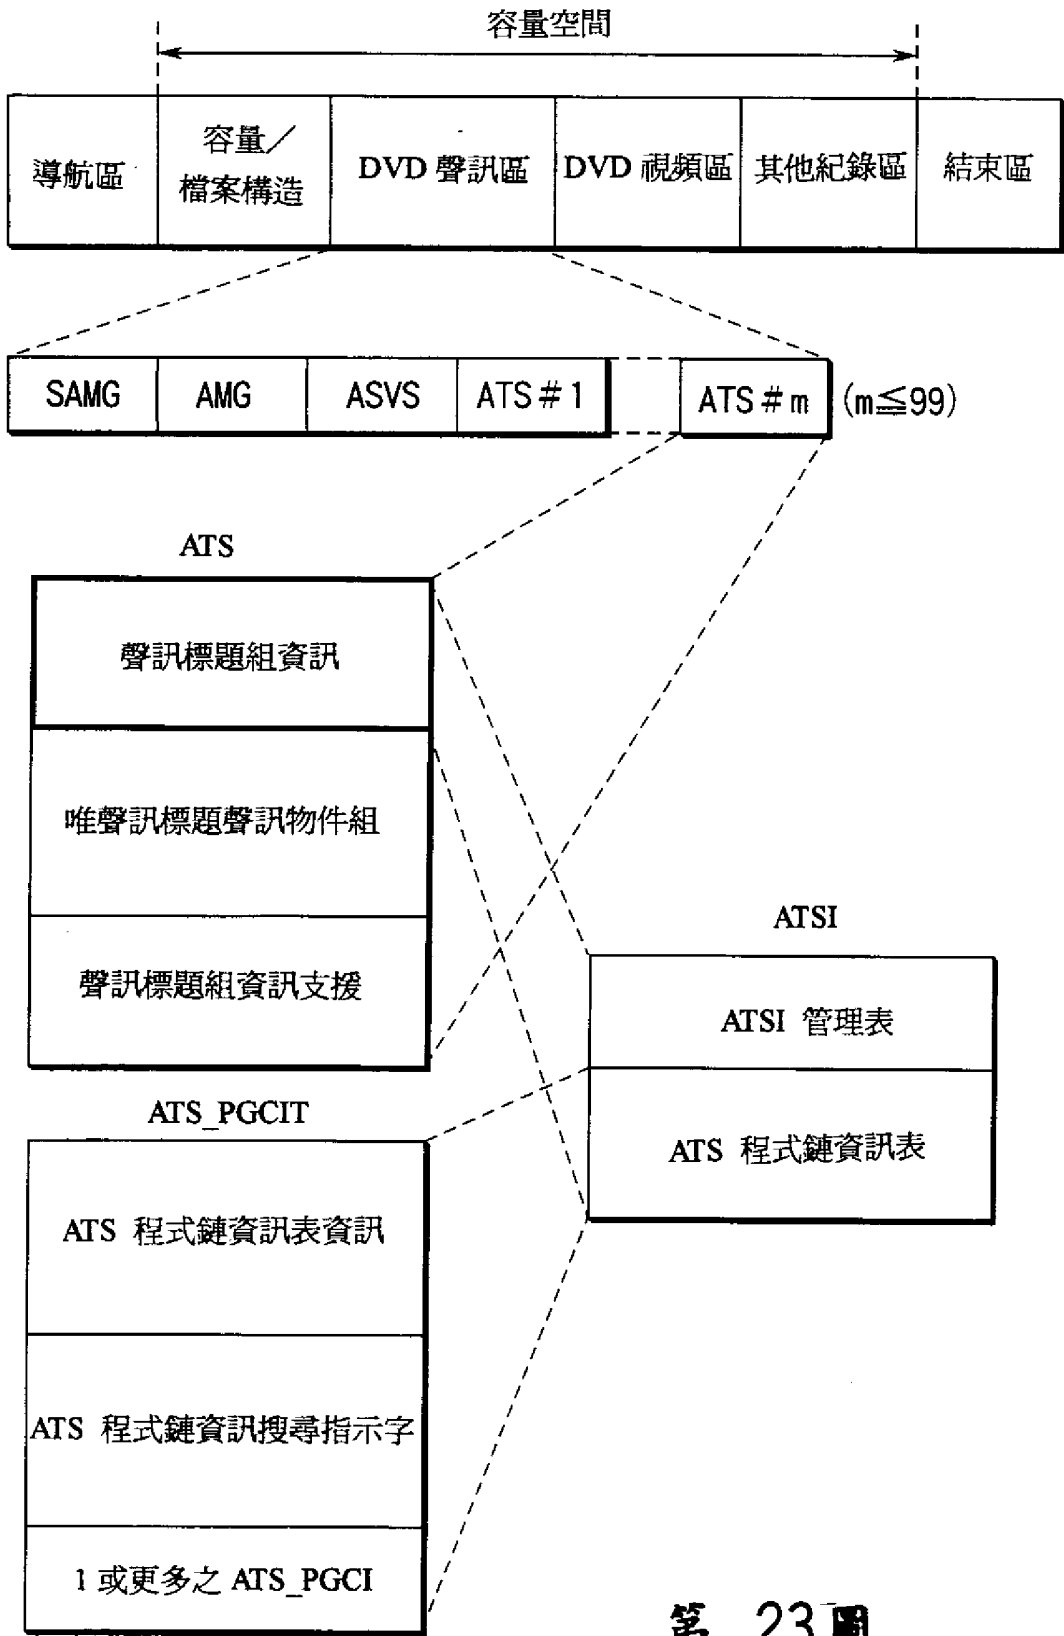 容量空間
導航區
容量／
檔案構造
DVD 聲訊區
DVD 視頻區
其他紀錄區
結束區
SAMG
AMG
ASVS
ATS＃1
ATS＃m
(m≦99)
ATS
聲訊標題組資訊
唯聲訊標題聲訊物件組
聲訊標題組資訊支援
ATSI
ATSI 管理表
ATS 程式鏈資訊表
ATS_PGCIT
ATS 程式鏈資訊表資訊
ATS 程式鏈資訊搜尋指示字
1 或更多之 ATS_PGCI
第 23 圖